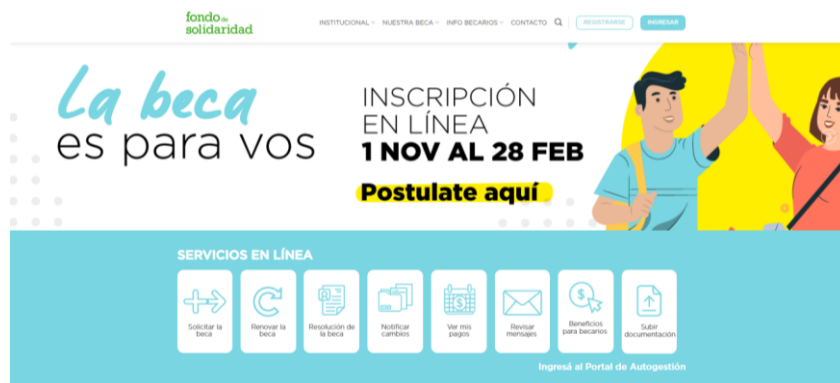 fondo de
solidaridad
INSTITUCIONAL NUESTRA BECA INFO BECARIOS CONTACTO REGISTRARSE INGRESAR
La beca
es para vos
INSCRIPCIÓN
EN LÍNEA
1 NOV AL 28 FEB
Postulate aquí
SERVICIOS EN LÍNEA
Solicitar la
beca
Renovar la
beca
Resolución de
la beca
Notificar
cambios
Ver mis
pagos
Revisar
mensajes
Beneficios
para becarios
Subir
documentación
Ingresá al Portal de Autogestión